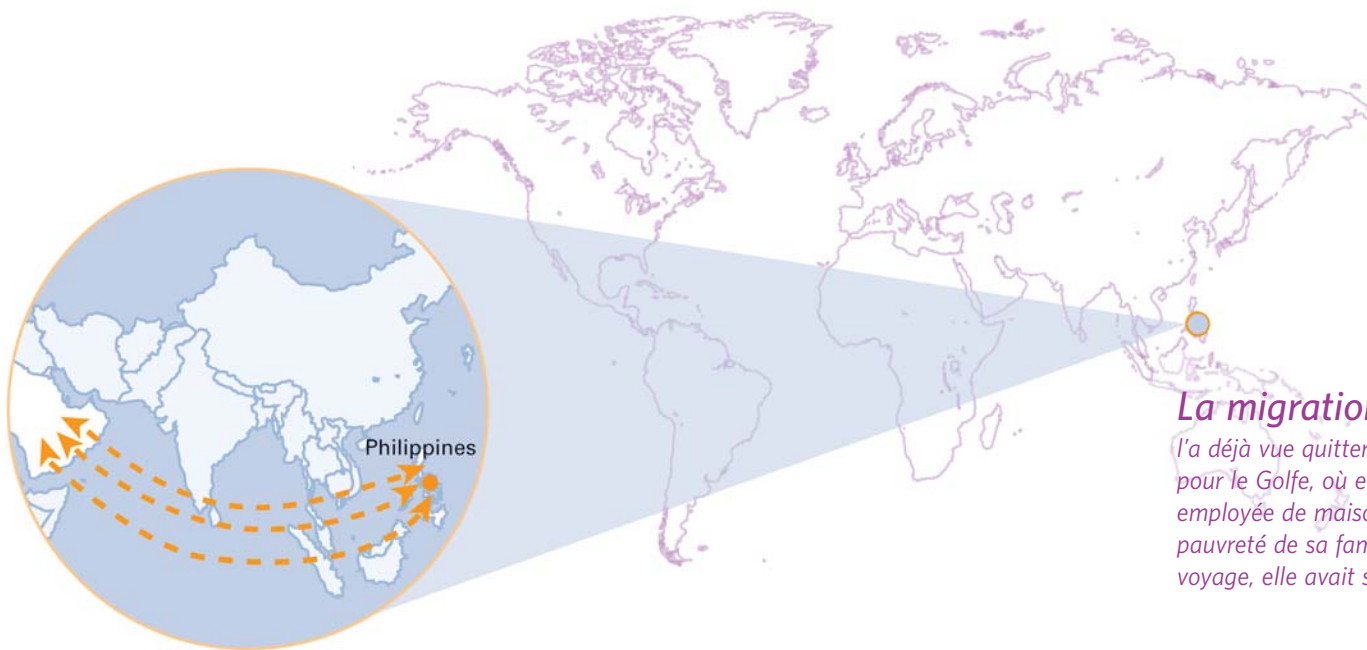 Philippines
La migration
l'a déjà vue quitter
pour le Golfe, où e
employée de maiso
pauvreté de sa fam
voyage, elle avait s